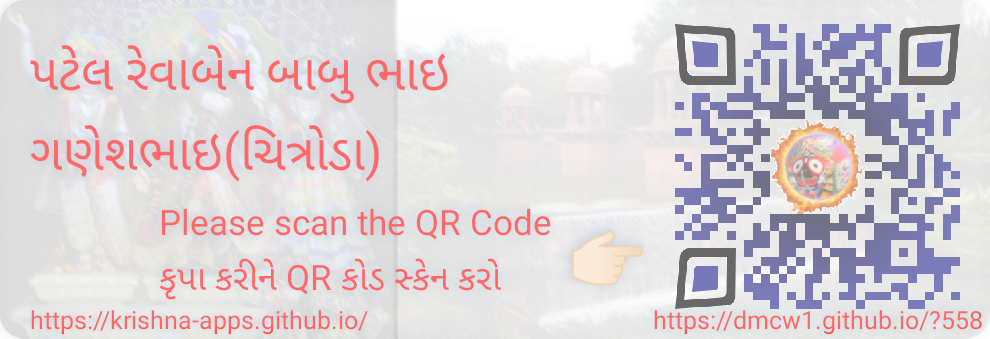 પટેલ રેવાબેન બાબુ ભાઇ
ગણેશભાઇ(ચિત્રોડા)
Please scan the QR Code
કૃપા કરીને QR કોડ સ્કેન કરો
https://krishna-apps.github.io/
https://dmcw1.github.io/?558